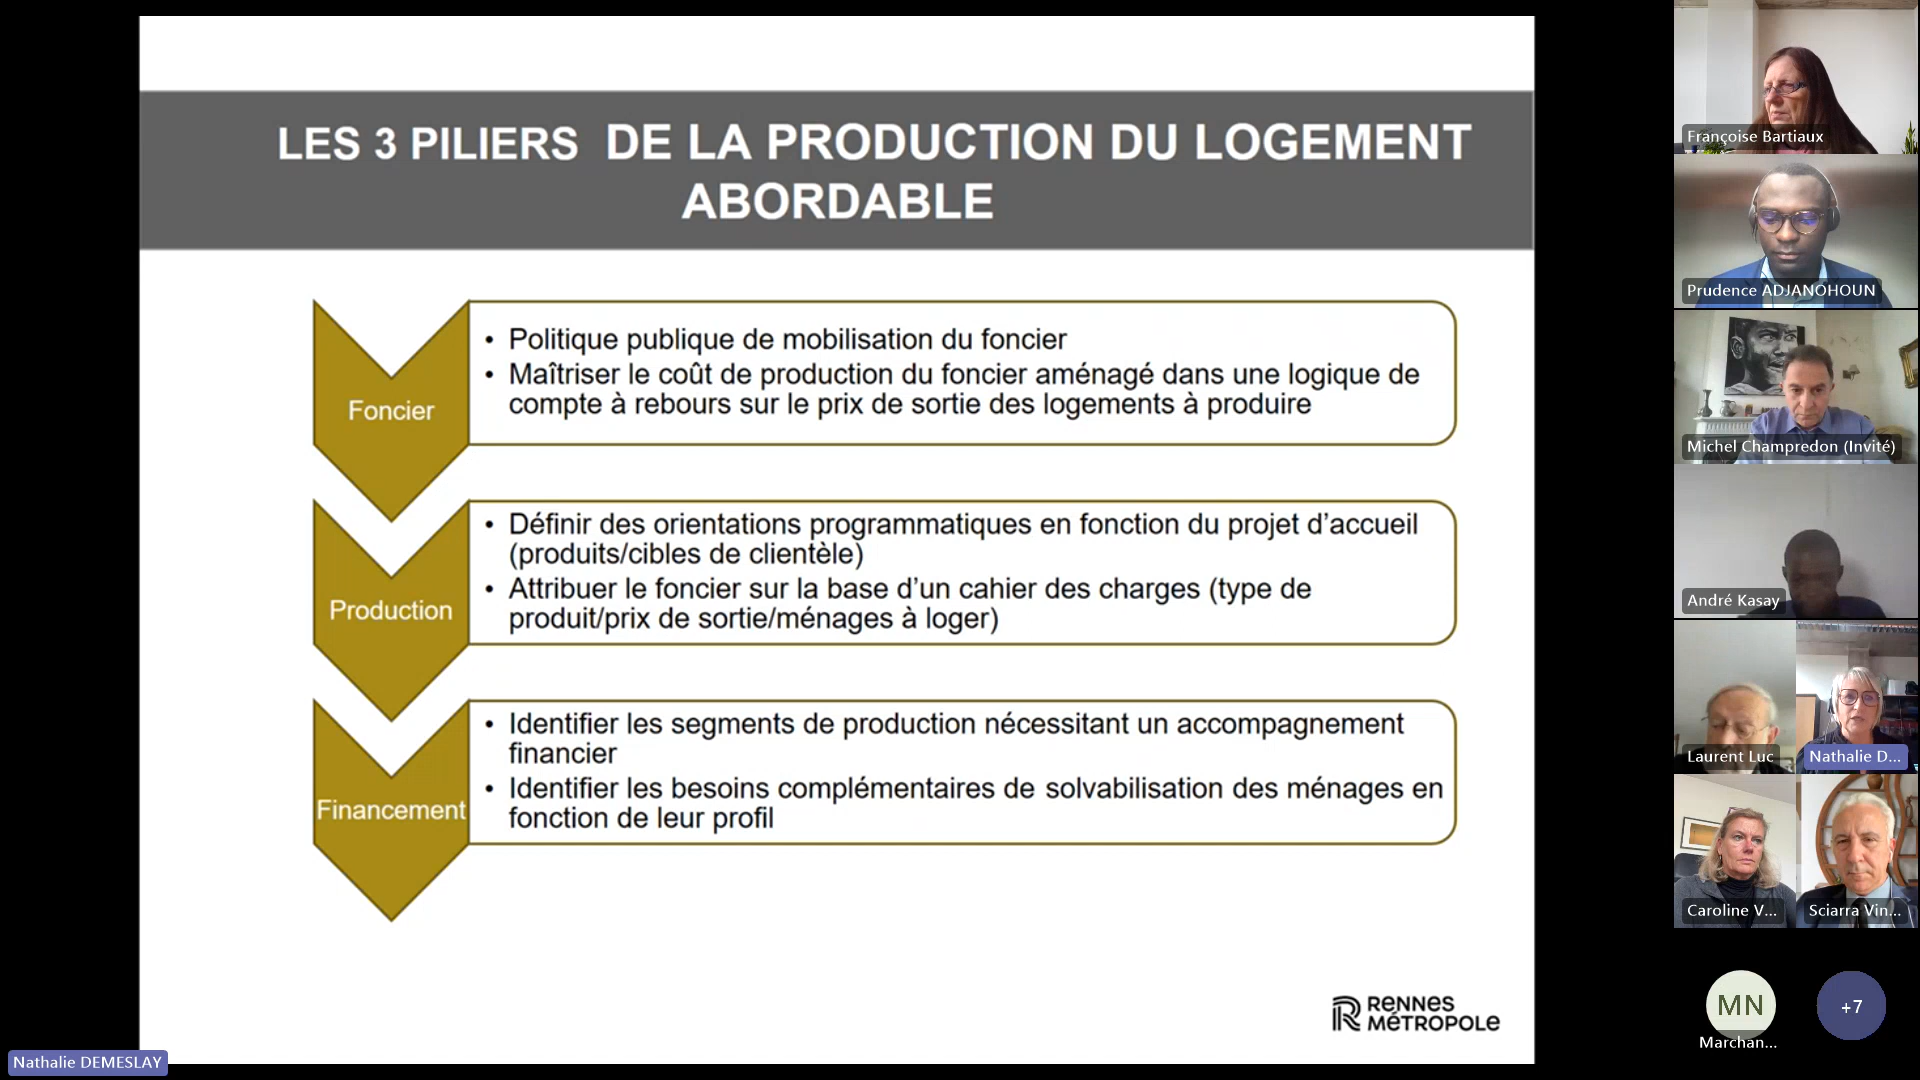 LES 3 PILIERS DE LA PRODUCTION DU LOGEMENT
ABORDABLE
Foncier
• Politique publique de mobilisation du foncier
• Maîtriser le coût de production du foncier aménagé dans une logique de
compte à rebours sur le prix de sortie des logements à produire
Production
• Définir des orientations programmatiques en fonction du projet d’accueil
(produits/cibles de clientèle)
• Attribuer le foncier sur la base d’un cahier des charges (type de
produit/prix de sortie/ménages à loger)
Financement
• Identifier les segments de production nécessitant un accompagnement
financier
• Identifier les besoins complémentaires de solvabilisation des ménages en
fonction de leur profil
RENNES
MÉTROPOLE
Nathalie DEMESLAY
Françoise Bartiaux
Prudence ADJANOHOUN
Michel Champredon (Invité)
André Kasay
Laurent Luc
Nathalie D...
Caroline V...
Sciarra Vin...
MN
Marchan...
+7